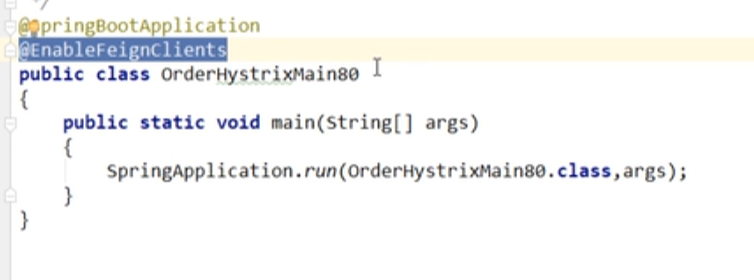 */
@SpringBootApplication
@EnableFeignClients
public class OrderHystrixMain80
{
public static void main(String[] args)
{
SpringApplication.run(OrderHystrixMain80.class,args);
}
}